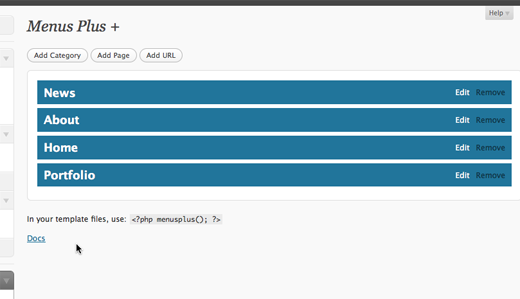 Help
Menus Plus +
Add Category Add Page Add URL
News Edit Remove
About Edit Remove
Home Edit Remove
Portfolio Edit Remove
In your template files, use: <?php menusplus(); ?>
Docs